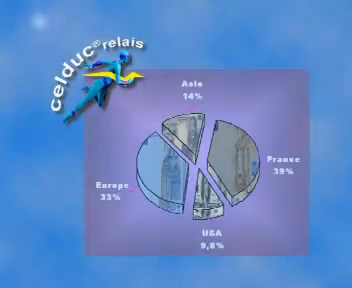 celduc® relais
Asie
14%
France
39%
Europe
33%
USA
9,8%